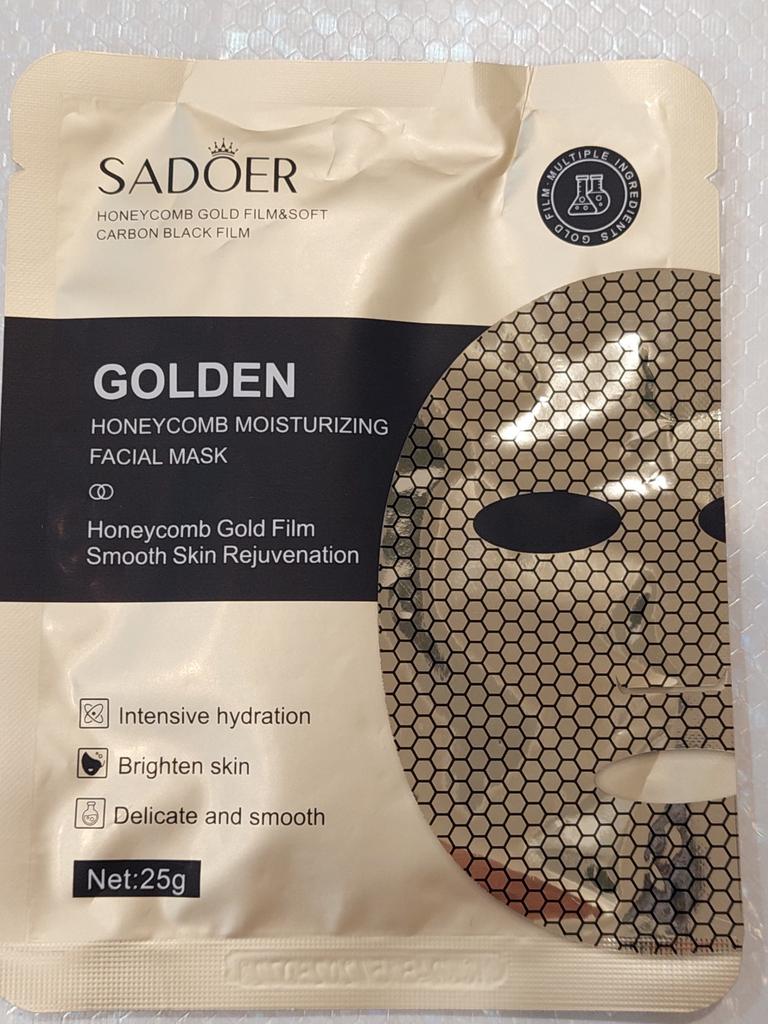 SADOER
HONEYCOMB GOLD FILM&SOFT
CARBON BLACK FILM
MULTIPLE INGREDIENTS
GOLD FILM
GOLDEN
HONEYCOMB MOISTURIZING
FACIAL MASK
Honeycomb Gold Film
Smooth Skin Rejuvenation
Intensive hydration
Brighten skin
Delicate and smooth
Net:25g